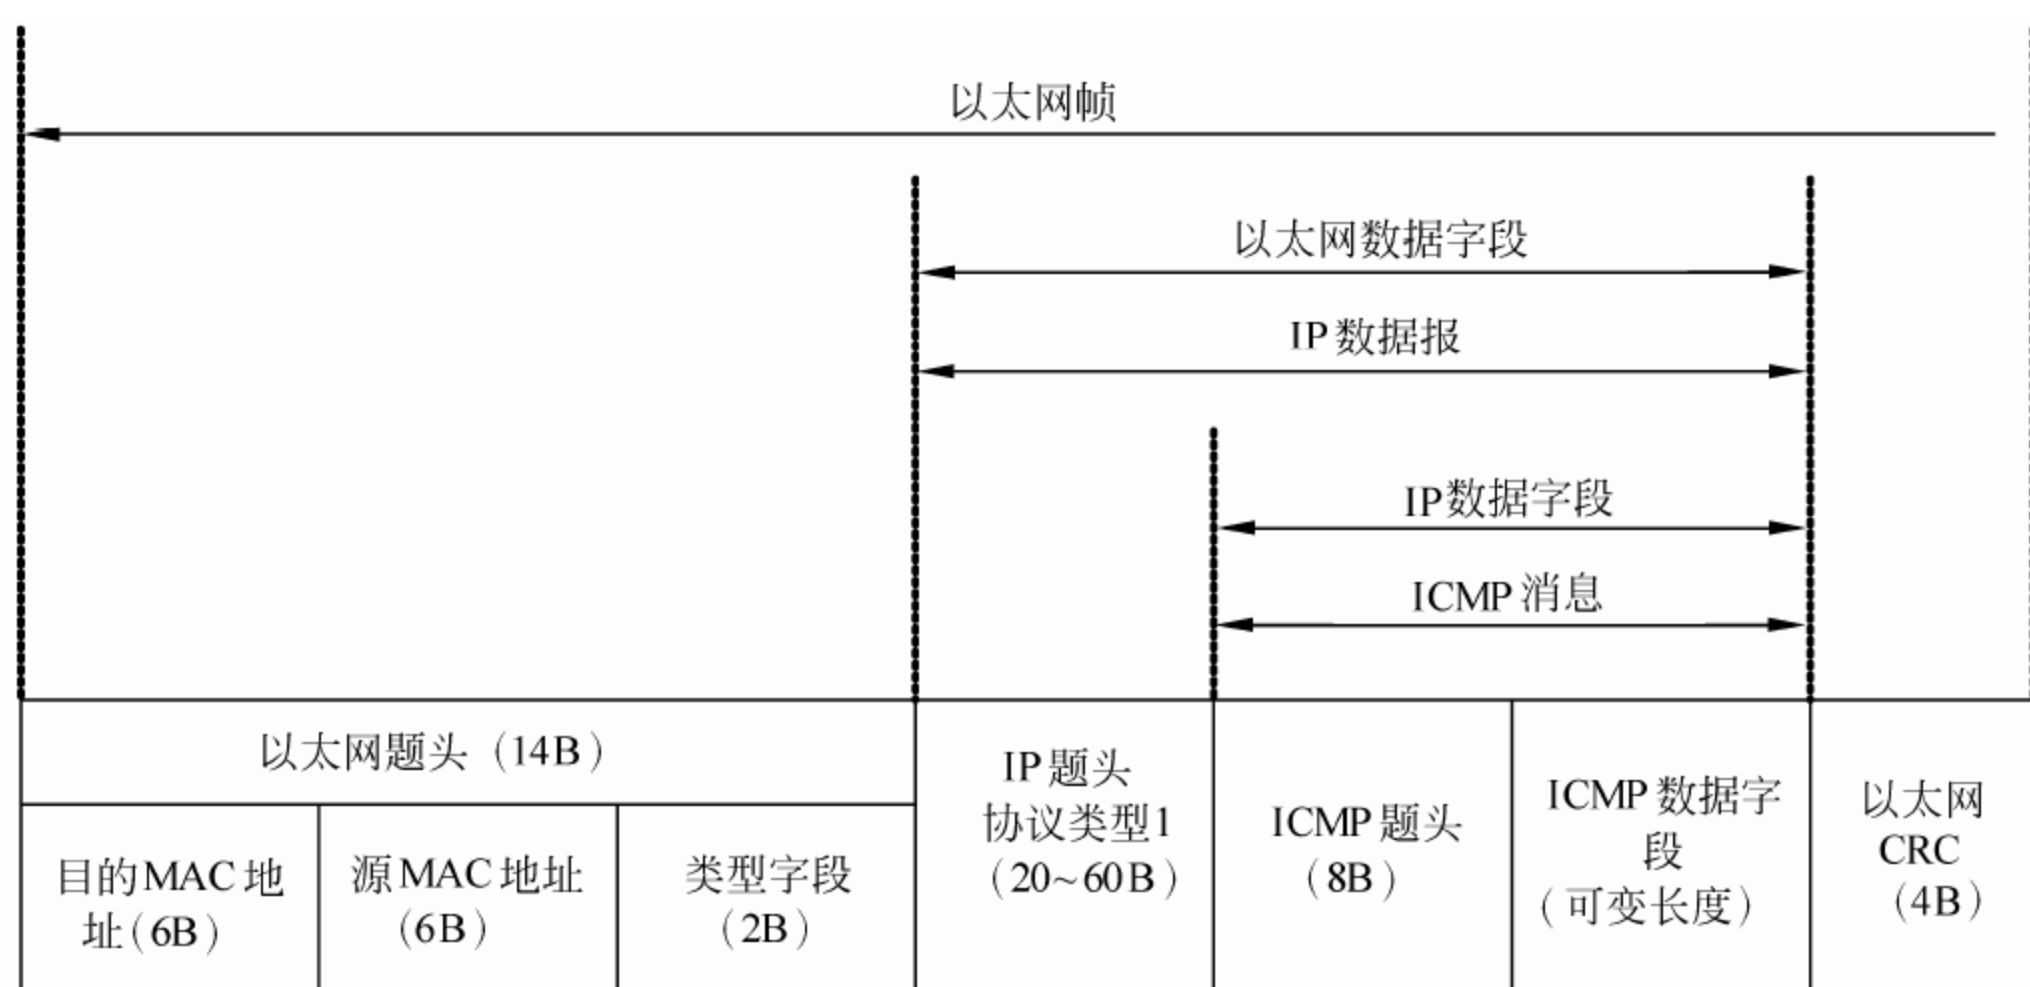 以太网帧
以太网数据字段
IP数据报
IP数据字段
ICMP消息
以太网题头（14B）
目的MAC地
址（6B）
源MAC地址
（6B）
类型字段
（2B）
IP题头
协议类型1
（20~60B）
ICMP题头
（8B）
ICMP数据字
段
（可变长度）
以太网
CRC
（4B）